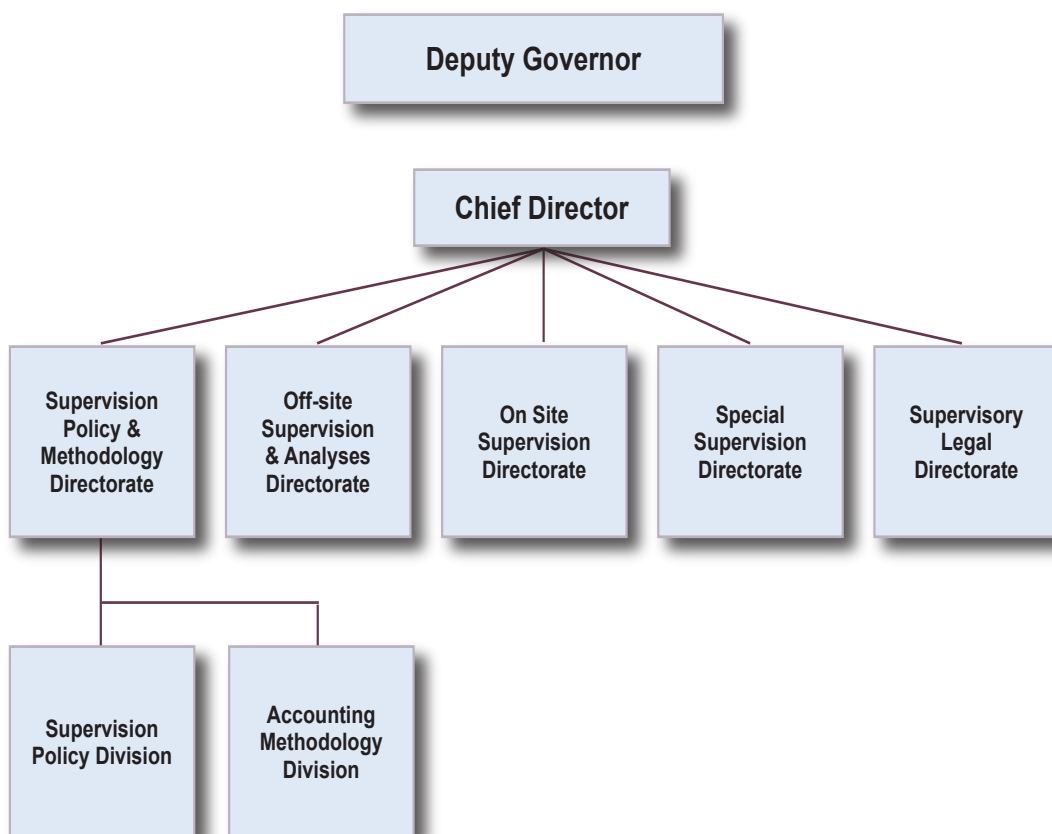 Deputy Governor
Chief Director
Supervision
Policy &
Methodology
Directorate
Off-site
Supervision
& Analyses
Directorate
On Site
Supervision
Directorate
Special
Supervision
Directorate
Supervisory
Legal
Directorate
Supervision
Policy Division
Accounting
Methodology
Division